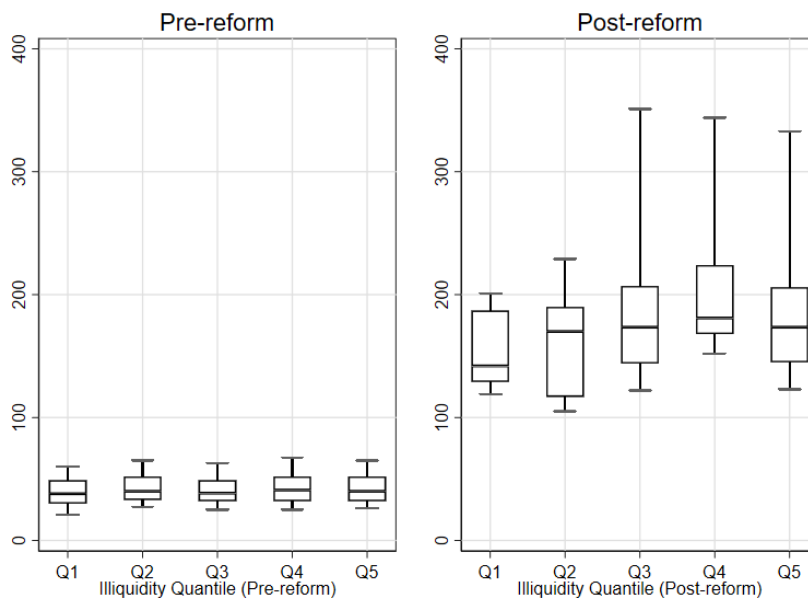 Pre-reform
400
300
200
100
0
Q1 Q2 Q3 Q4 Q5
Illiquidity Quantile (Pre-reform)
Post-reform
400
300
200
100
0
Q1 Q2 Q3 Q4 Q5
Illiquidity Quantile (Post-reform)